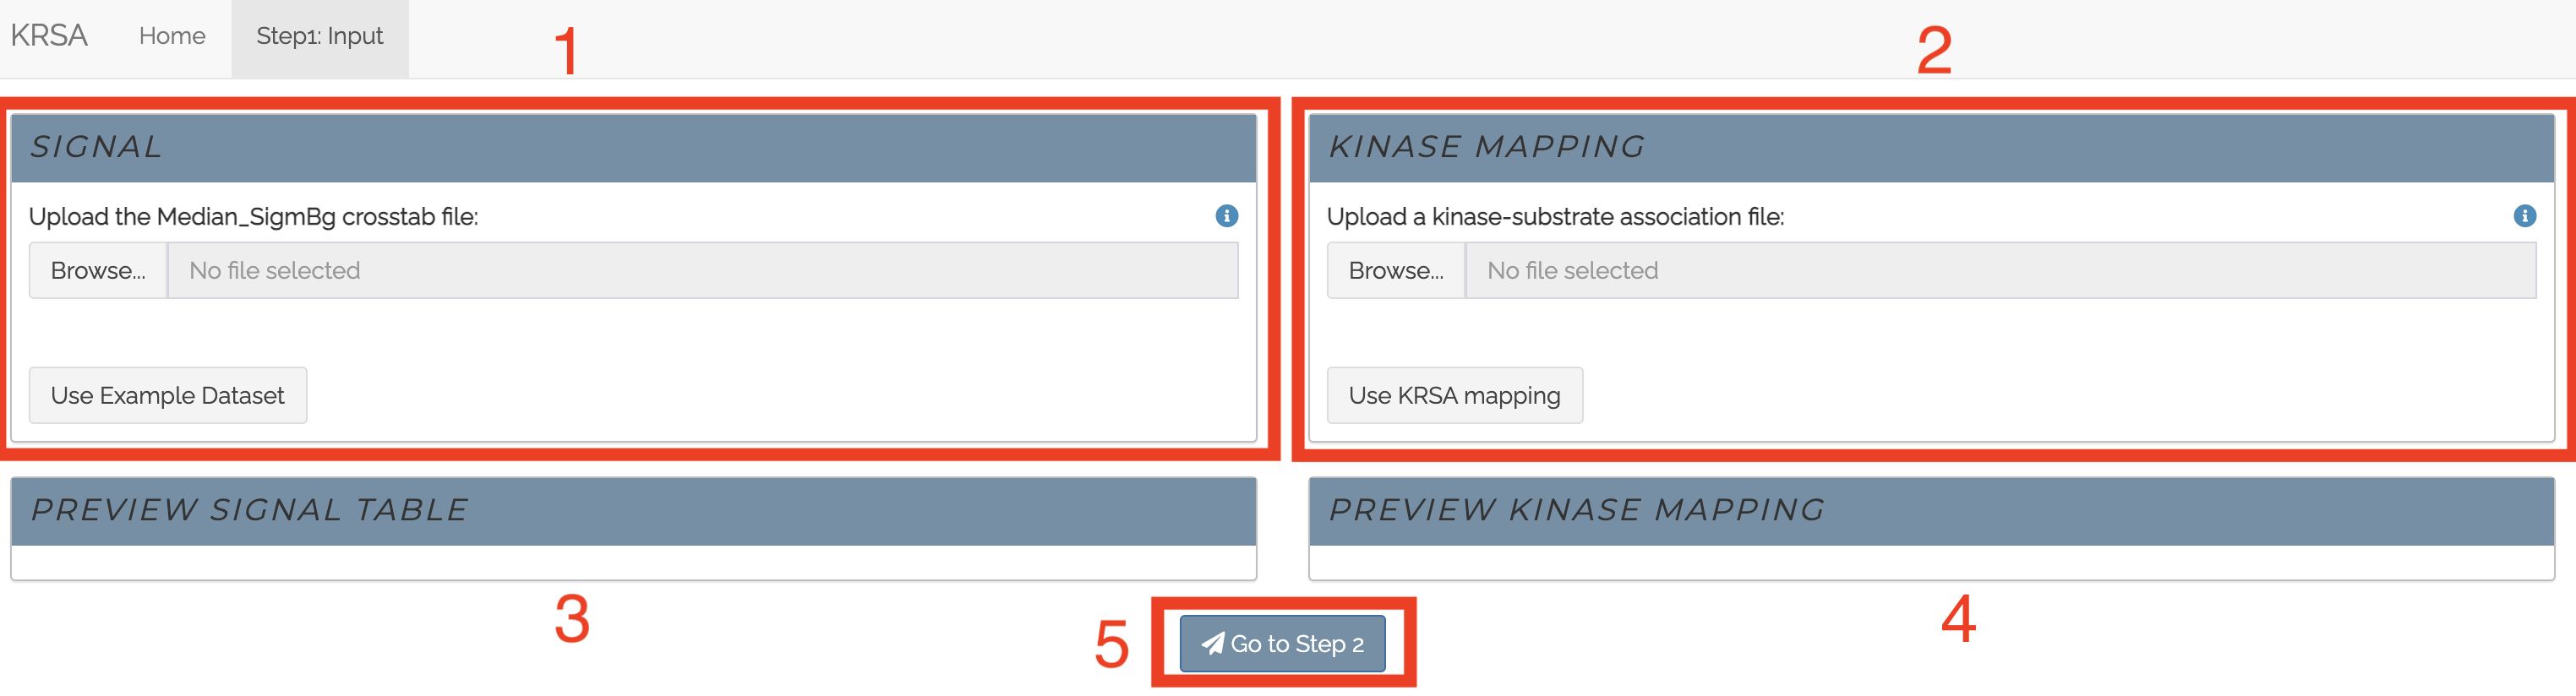 KRSA Home Step1: Input
1 2
SIGNAL
Upload the Median_SigmBg crosstab file:
Browse... No file selected
Use Example Dataset
KINASE MAPPING
Upload a kinase-substrate association file:
Browse... No file selected
Use KRSA mapping
PREVIEW SIGNAL TABLE
PREVIEW KINASE MAPPING
3 4
5 Go to Step 2